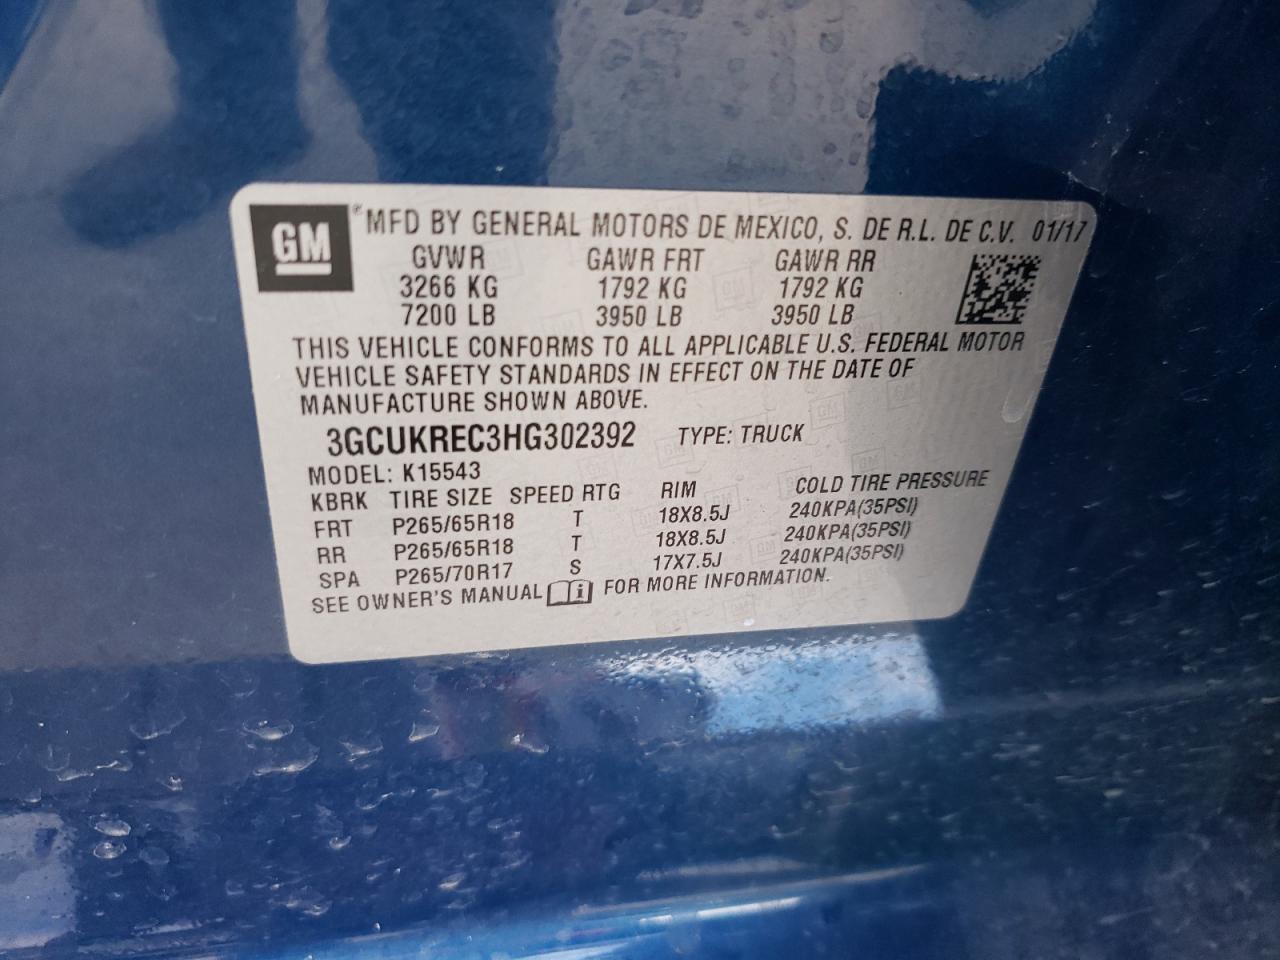 GM ® MFD BY GENERAL MOTORS DE MEXICO, S. DE R.L. DE C.V. 01/17
GVWR GAWR FRT GAWR RR
3266 KG 1792 KG 1792 KG
7200 LB 3950 LB 3950 LB
THIS VEHICLE CONFORMS TO ALL APPLICABLE U.S. FEDERAL MOTOR
VEHICLE SAFETY STANDARDS IN EFFECT ON THE DATE OF
MANUFACTURE SHOWN ABOVE.
3GCUKREC3HG302392 TYPE: TRUCK
MODEL: K15543
KBRK TIRE SIZE SPEED RTG RIM COLD TIRE PRESSURE
FRT P265/65R18 T 18X8.5J 240KPA(35PSI)
RR P265/65R18 T 18X8.5J 240KPA(35PSI)
SPA P265/70R17 S 17X7.5J 240KPA(35PSI)
SEE OWNER'S MANUAL i FOR MORE INFORMATION.